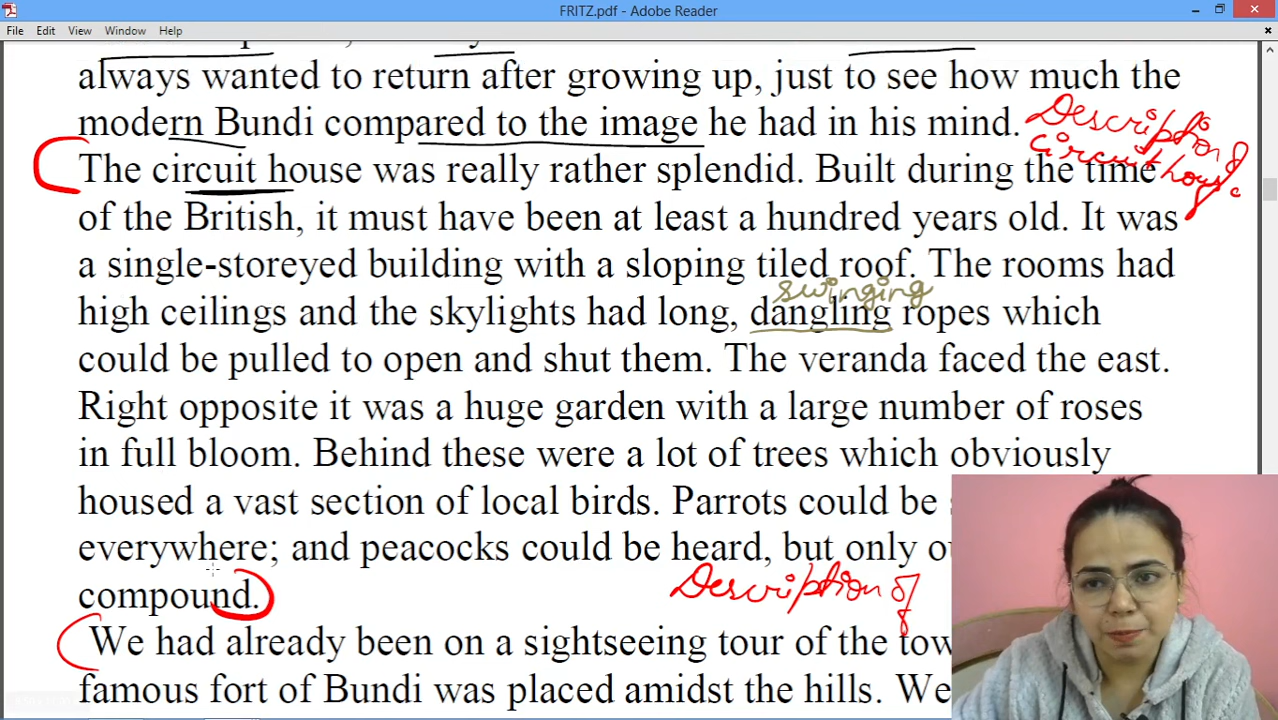 FRITZ.pdf - Adobe Reader
File Edit View Window Help
always wanted to return after growing up, just to see how much the
modern Bundi compared to the image he had in his mind.
Description of
circuit house
The circuit house was really rather splendid. Built during the time
of the British, it must have been at least a hundred years old. It was
a single-storeyed building with a sloping tiled roof. The rooms had
swinging
high ceilings and the skylights had long, dangling ropes which
could be pulled to open and shut them. The veranda faced the east.
Right opposite it was a huge garden with a large number of roses
in full bloom. Behind these were a lot of trees which obviously
housed a vast section of local birds. Parrots could be
everywhere; and peacocks could be heard, but only
compound.
Description of
We had already been on a sightseeing tour of the
famous fort of Bundi was placed amidst the hills. We